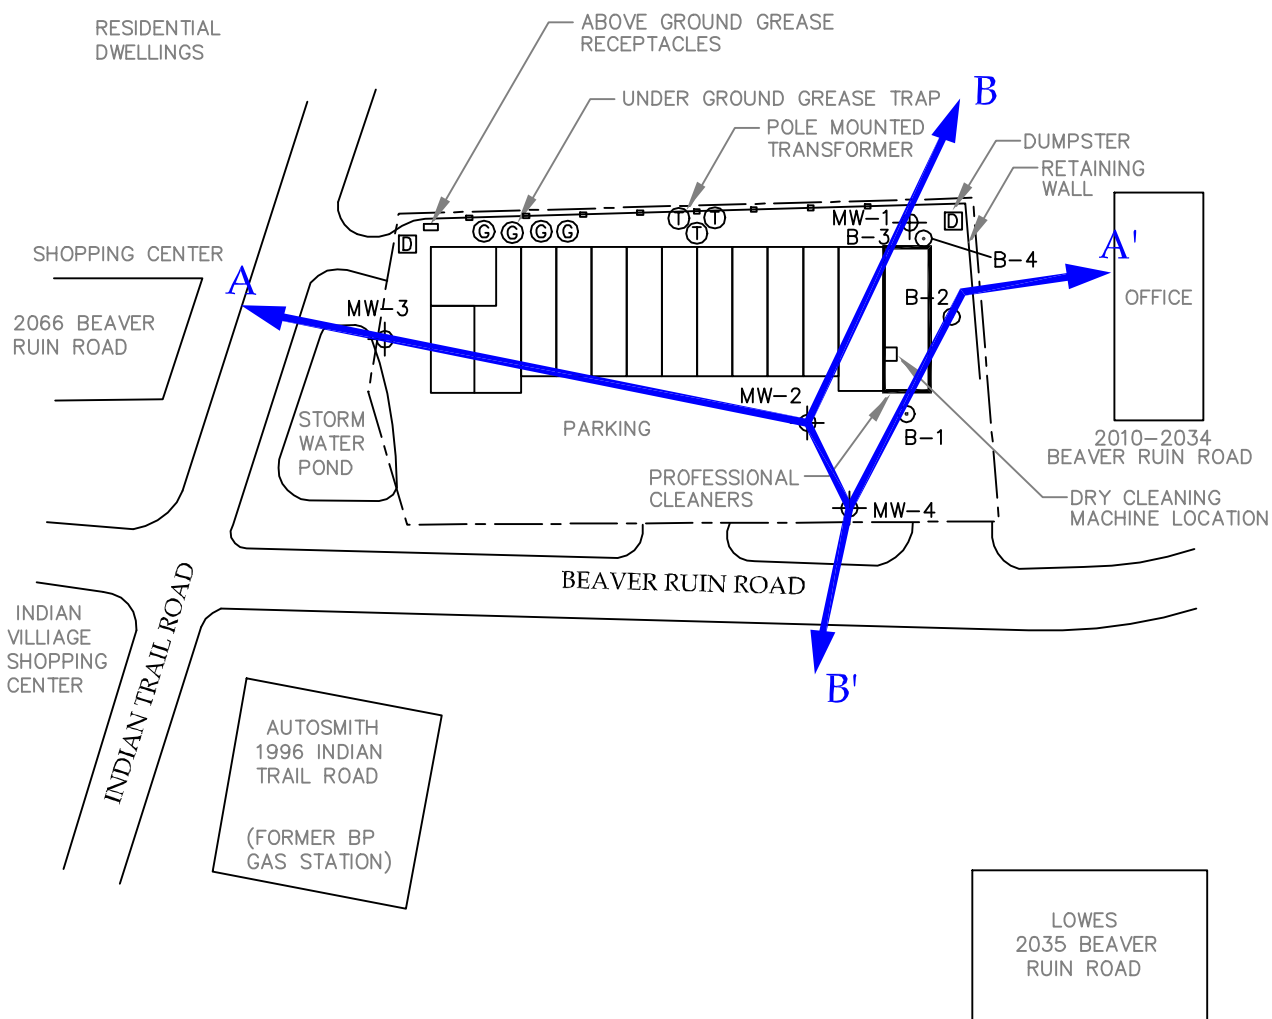 RESIDENTIAL
DWELLINGS
ABOVE GROUND GREASE
RECEPTACLES
UNDER GROUND GREASE TRAP
POLE MOUNTED
TRANSFORMER
B
DUMPSTER
RETAINING
WALL
D
G
G
G
G
T
T
T
MW-1
B-3
D
B-4
A'
SHOPPING CENTER
A
MW-3
2066 BEAVER
RUIN ROAD
B-2
OFFICE
MW-2
STORM
WATER
POND
PARKING
B-1
2010-2034
BEAVER RUIN ROAD
PROFESSIONAL
CLEANERS
DRY CLEANING
MACHINE LOCATION
MW-4
BEAVER RUIN ROAD
INDIAN TRAIL ROAD
INDIAN
VILLIAGE
SHOPPING
CENTER
B'
AUTOSMITH
1996 INDIAN
TRAIL ROAD
(FORMER BP
GAS STATION)
LOWES
2035 BEAVER
RUIN ROAD